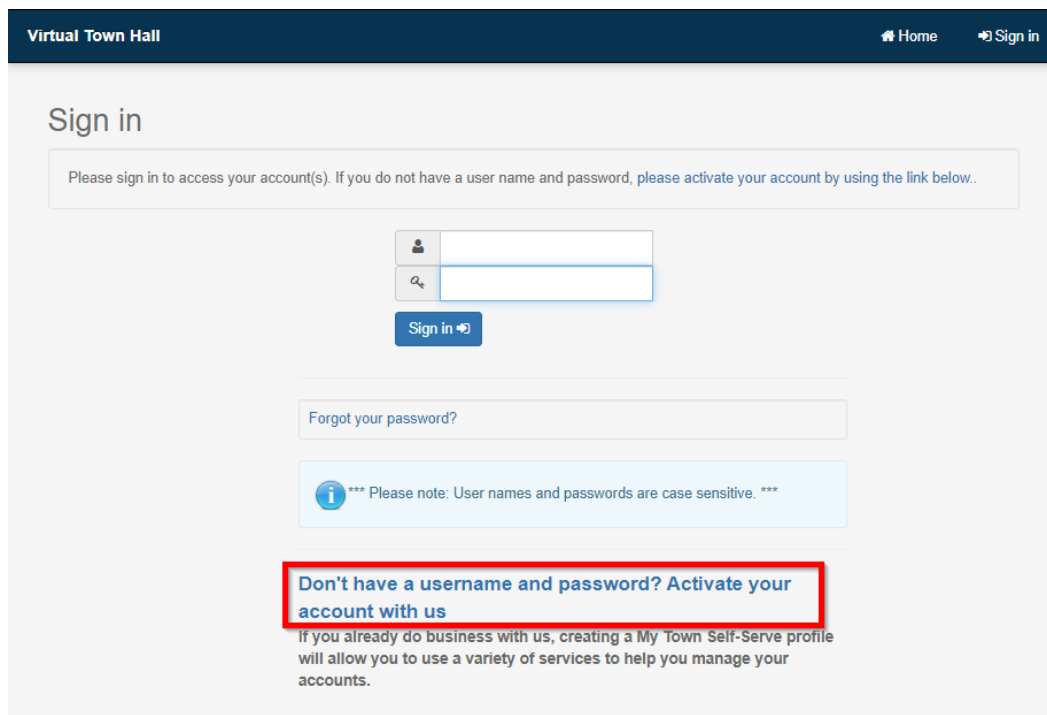 Virtual Town Hall
Home
Sign in
Sign in
Please sign in to access your account(s). If you do not have a user name and password, please activate your account by using the link below..
Sign in
Forgot your password?
*** Please note: User names and passwords are case sensitive. ***
Don't have a username and password? Activate your
account with us
If you already do business with us, creating a My Town Self-Serve profile
will allow you to use a variety of services to help you manage your
accounts.